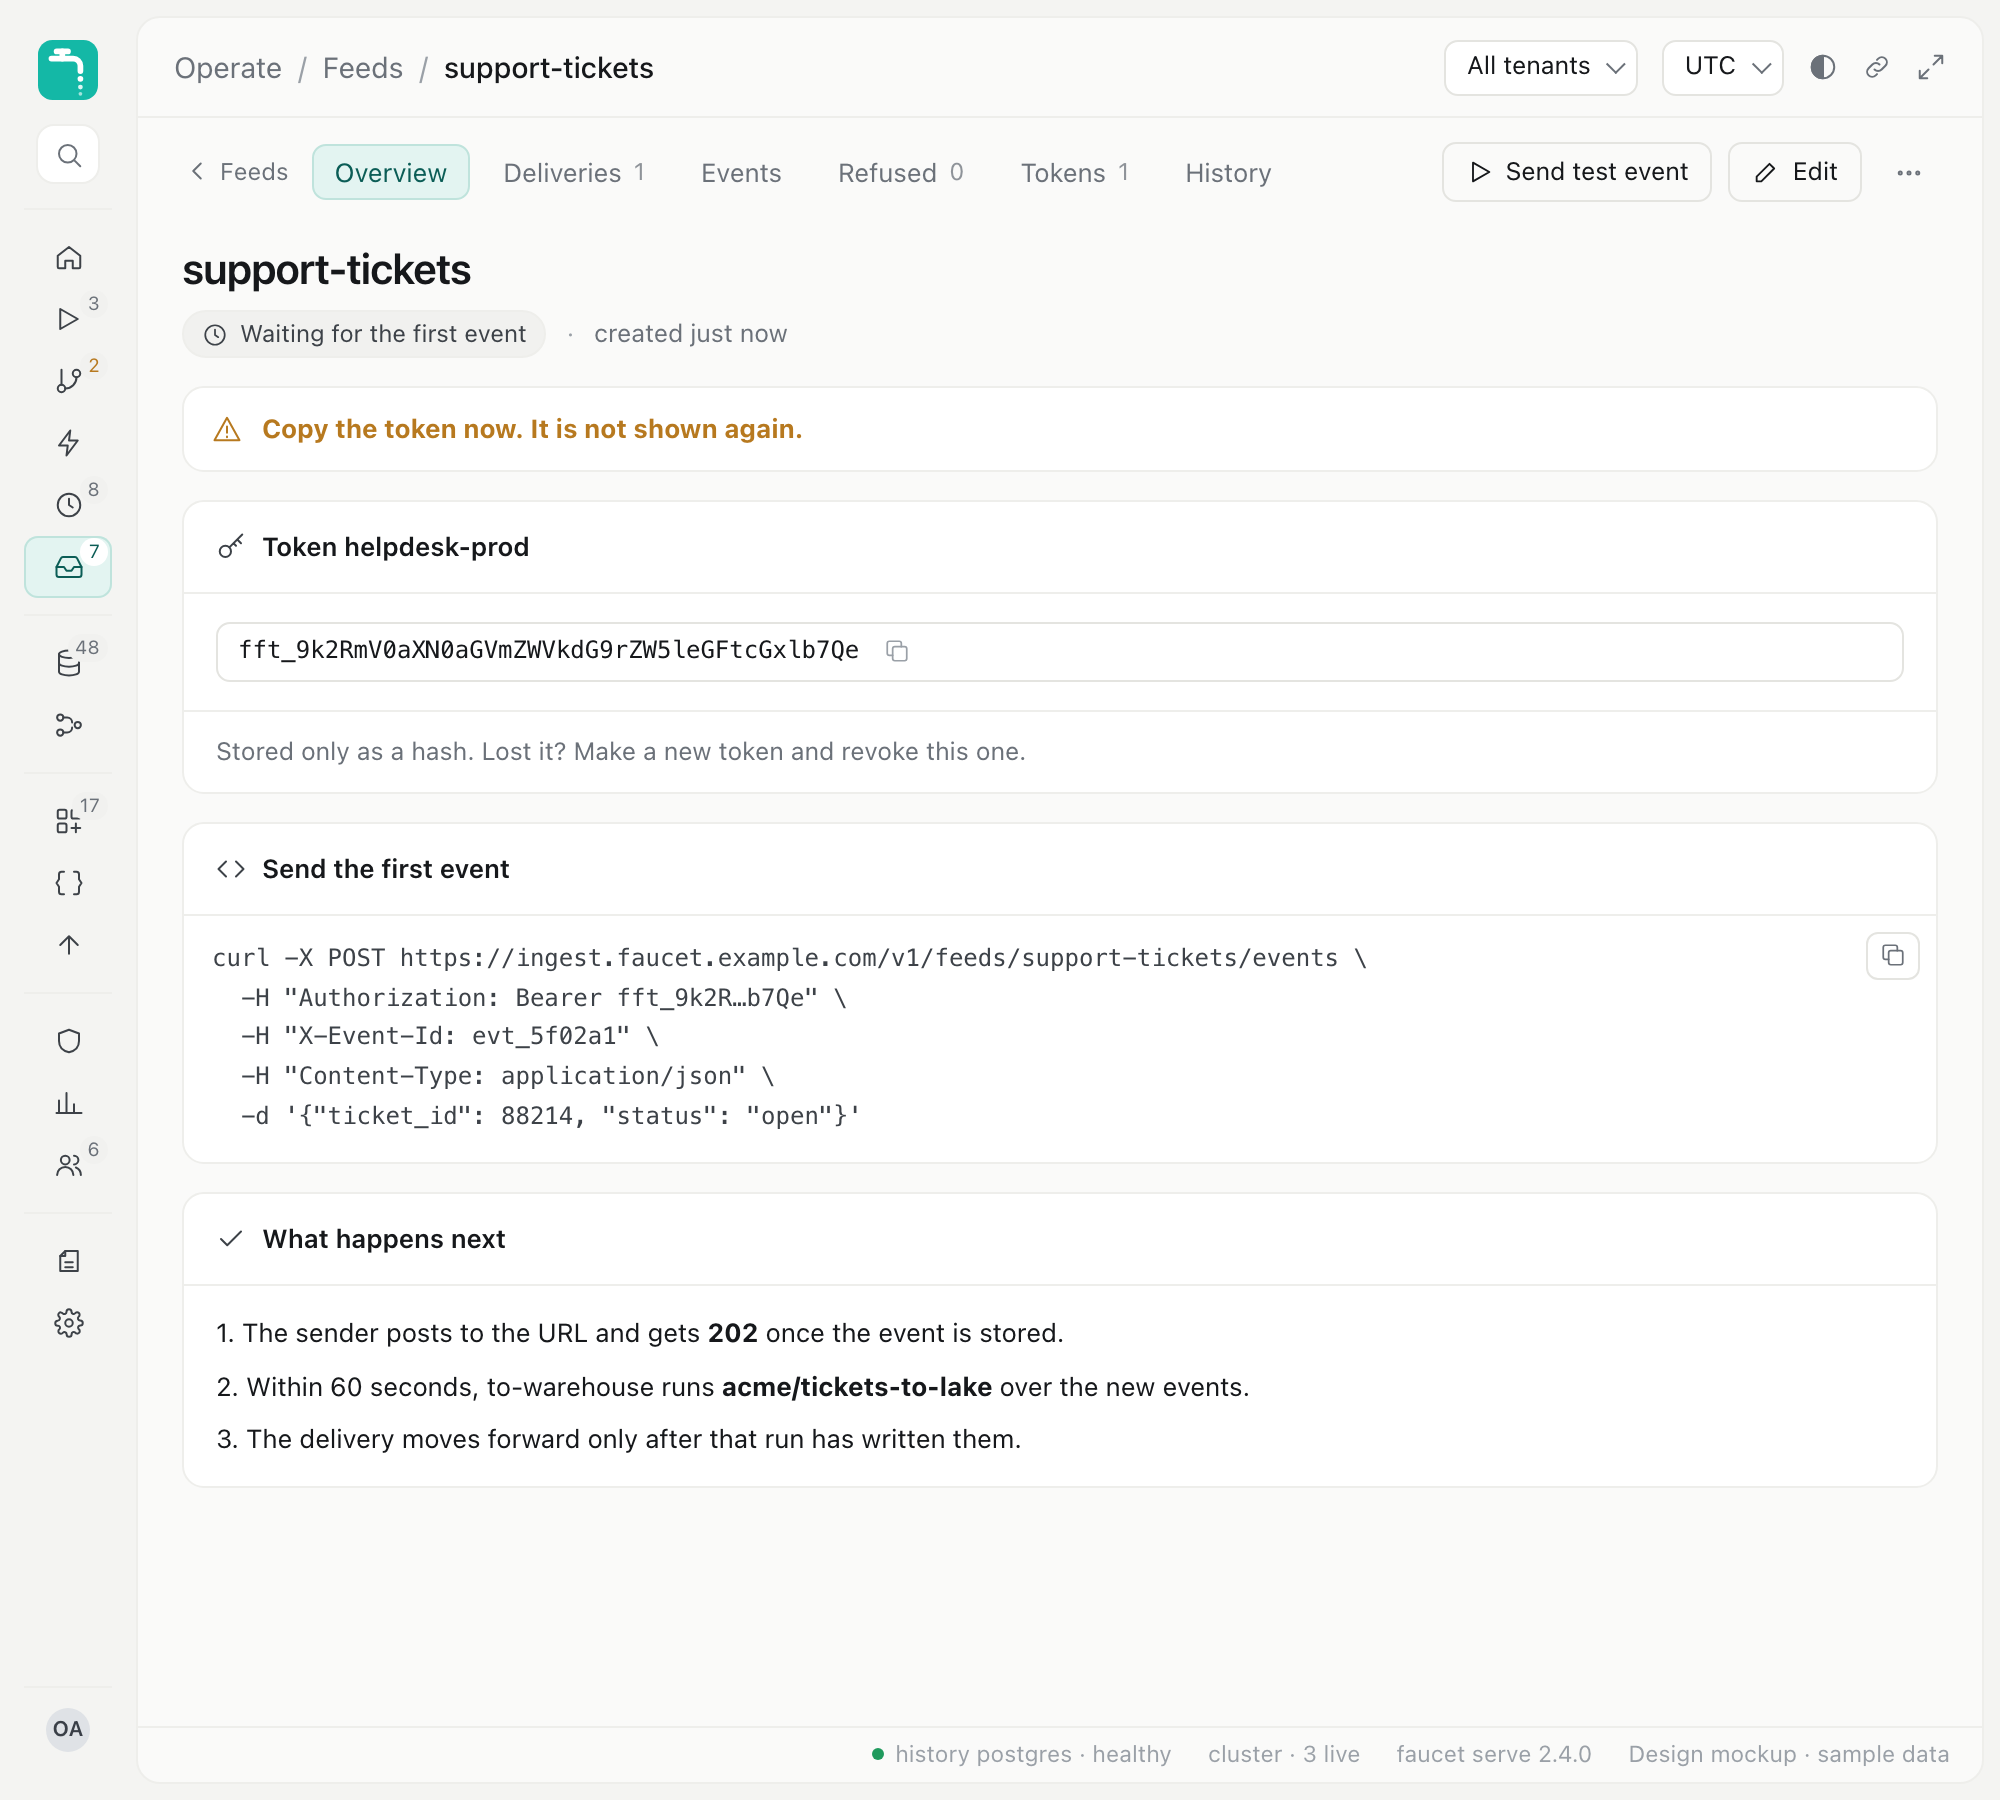 Operate / Feeds / support-tickets
All tenants
UTC
Feeds
Overview
Deliveries 1
Events
Refused 0
Tokens 1
History
Send test event
Edit
3
2
8
7
48
17
6
OA
support-tickets
Waiting for the first event · created just now
Copy the token now. It is not shown again.
Token helpdesk-prod
fft_9k2RmV0aXN0aGVmZWVkdG9rZW5leGFtcGxlb7Qe
Stored only as a hash. Lost it? Make a new token and revoke this one.
Send the first event
curl -X POST https://ingest.faucet.example.com/v1/feeds/support-tickets/events \
-H "Authorization: Bearer fft_9k2R…b7Qe" \
-H "X-Event-Id: evt_5f02a1" \
-H "Content-Type: application/json" \
-d '{"ticket_id": 88214, "status": "open"}'
What happens next
1. The sender posts to the URL and gets 202 once the event is stored.
2. Within 60 seconds, to-warehouse runs acme/tickets-to-lake over the new events.
3. The delivery moves forward only after that run has written them.
history postgres · healthy
cluster · 3 live
faucet serve 2.4.0
Design mockup · sample data